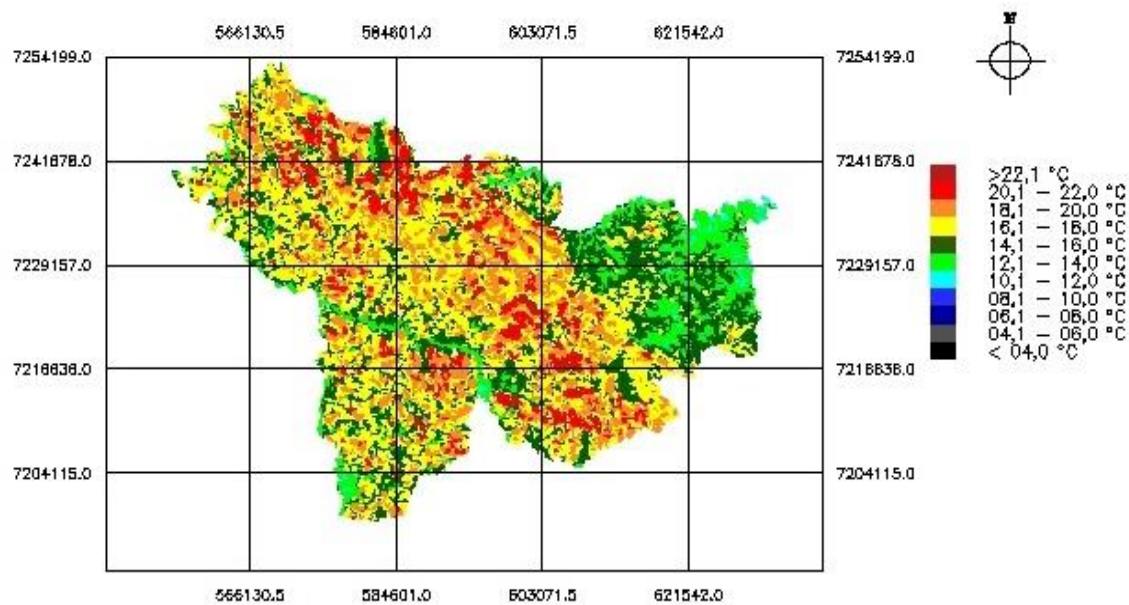 566130.5 584601.0 603071.5 621542.0
N
7254199.0 7254199.0
7241678.0 7241678.0
>22,1 °C
20,1 – 22,0 °C
18,1 – 20,0 °C
16,1 – 18,0 °C
14,1 – 16,0 °C
12,1 – 14,0 °C
10,1 – 12,0 °C
08,1 – 10,0 °C
06,1 – 08,0 °C
04,1 – 06,0 °C
< 04,0 °C
7229157.0 7229157.0
7216636.0 7216636.0
7204115.0 7204115.0
566130.5 584601.0 603071.5 621542.0